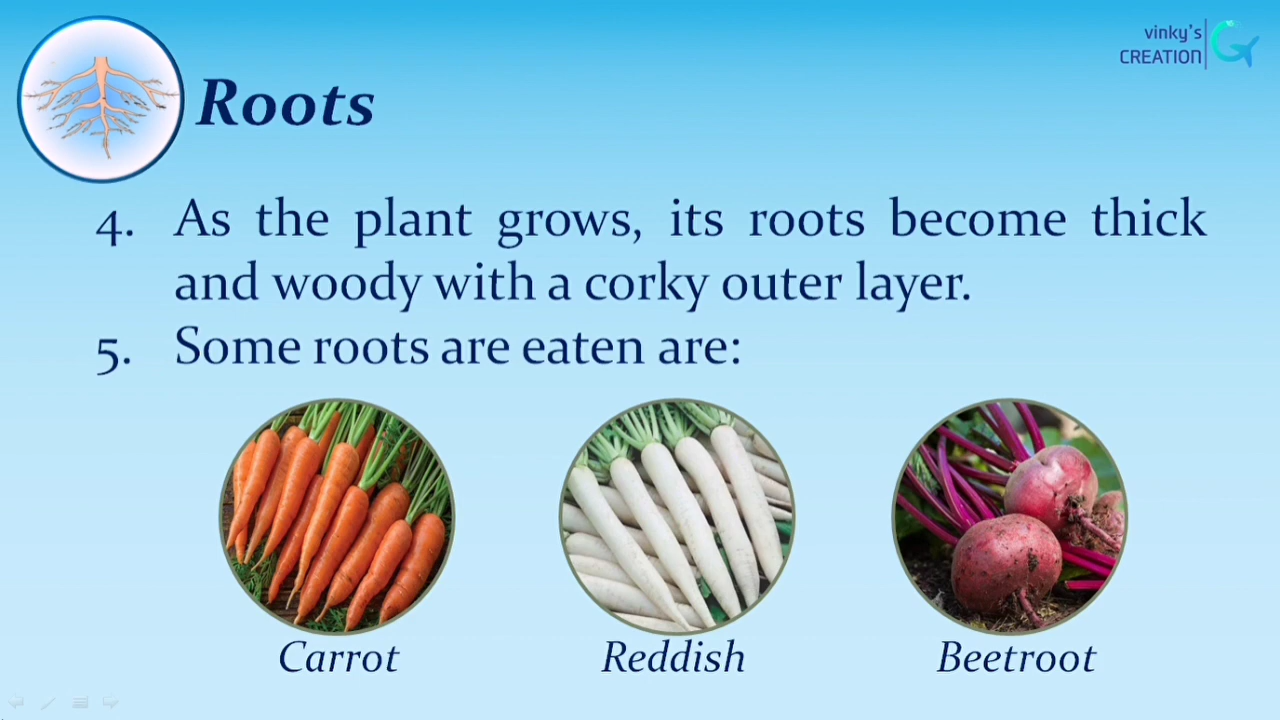 vinky's
CREATION
Roots
4. As the plant grows, its roots become thick
and woody with a corky outer layer.
5. Some roots are eaten are:
Carrot
Reddish
Beetroot